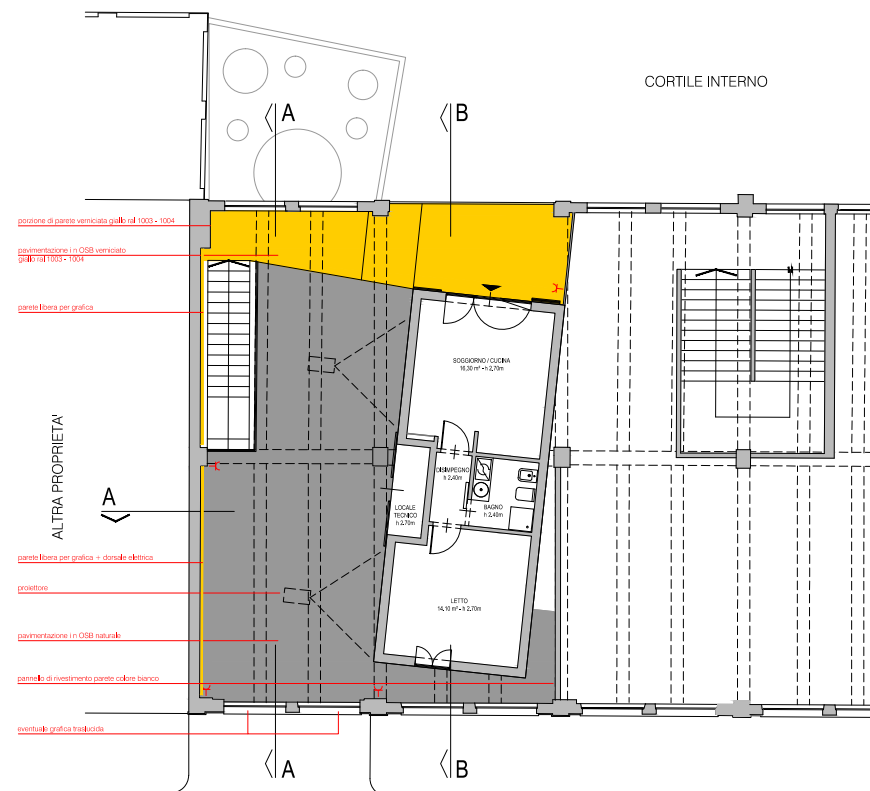 CORTILE INTERNO
A
B
porzione di parete verniciata giallo ral 1003 - 1004
pavimentazione i n OSB verniciato
giallo ral 1003 - 1004
parete libera per grafica
SOGGIORNO / CUCINA
16,30 m² - h 2,70m
ALTRA PROPRIETA'
A
DISIMPEGNO
h 2.40m
LOCALE
TECNICO
h 2.70m
BAGNO
h 2.40m
parete libera per grafica + dorsale elettrica
proiettore
LETTO
14,10 m² - h 2,70m
pavimentazione i n OSB naturale
pannello di rivestimento parete colore bianco
eventuale grafica traslucida
A
B